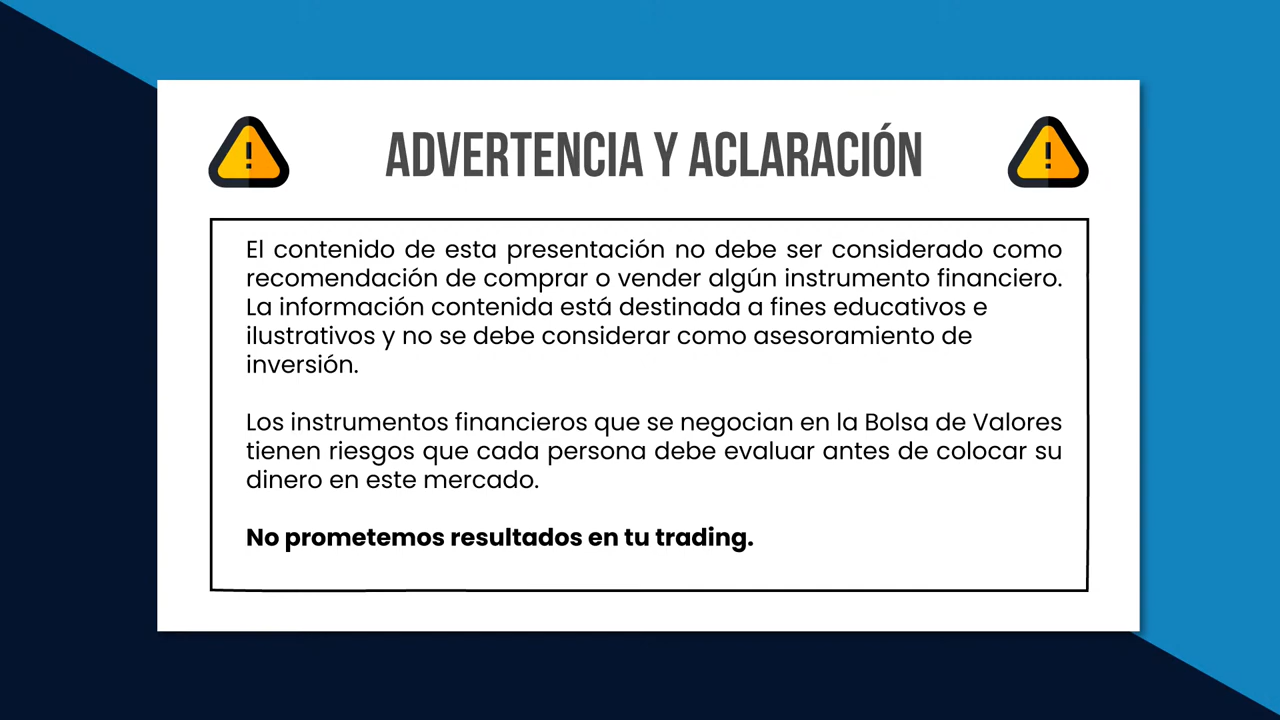 ADVERTENCIA Y ACLARACIÓN
El contenido de esta presentación no debe ser considerado como
recomendación de comprar o vender algún instrumento financiero.
La información contenida está destinada a fines educativos e
ilustrativos y no se debe considerar como asesoramiento de
inversión.
Los instrumentos financieros que se negocian en la Bolsa de Valores
tienen riesgos que cada persona debe evaluar antes de colocar su
dinero en este mercado.
No prometemos resultados en tu trading.